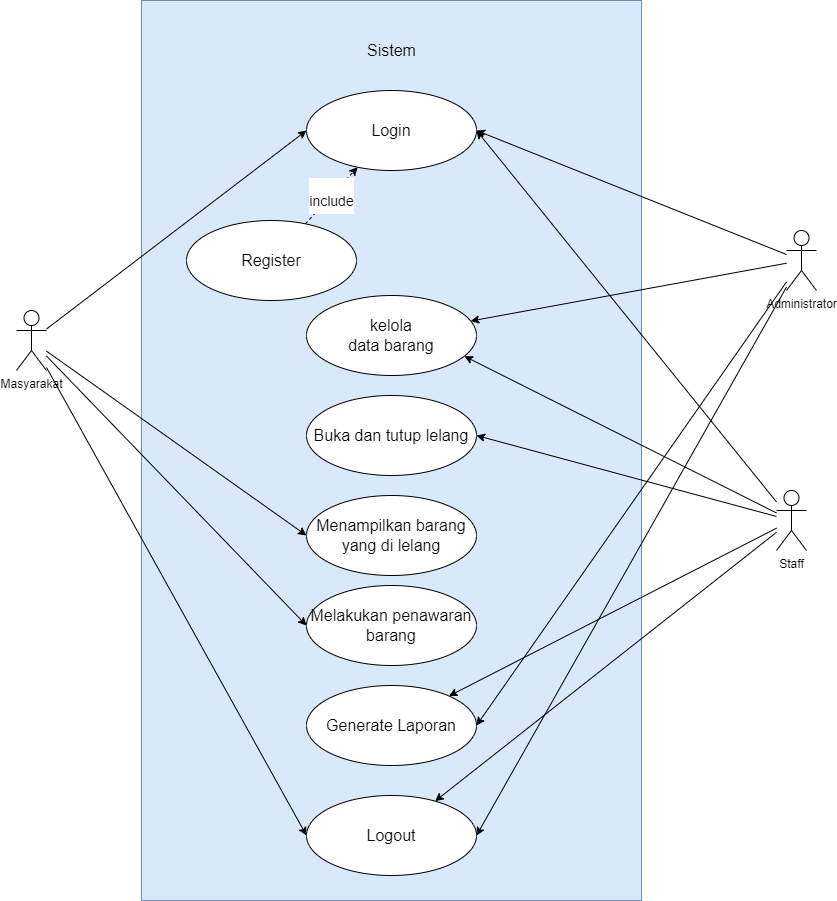 Sistem
Login
include
Register
Administrator
kelola
data barang
Masyarakat
Buka dan tutup lelang
Menampilkan barang
yang di lelang
Staff
Melakukan penawaran
barang
Generate Laporan
Logout